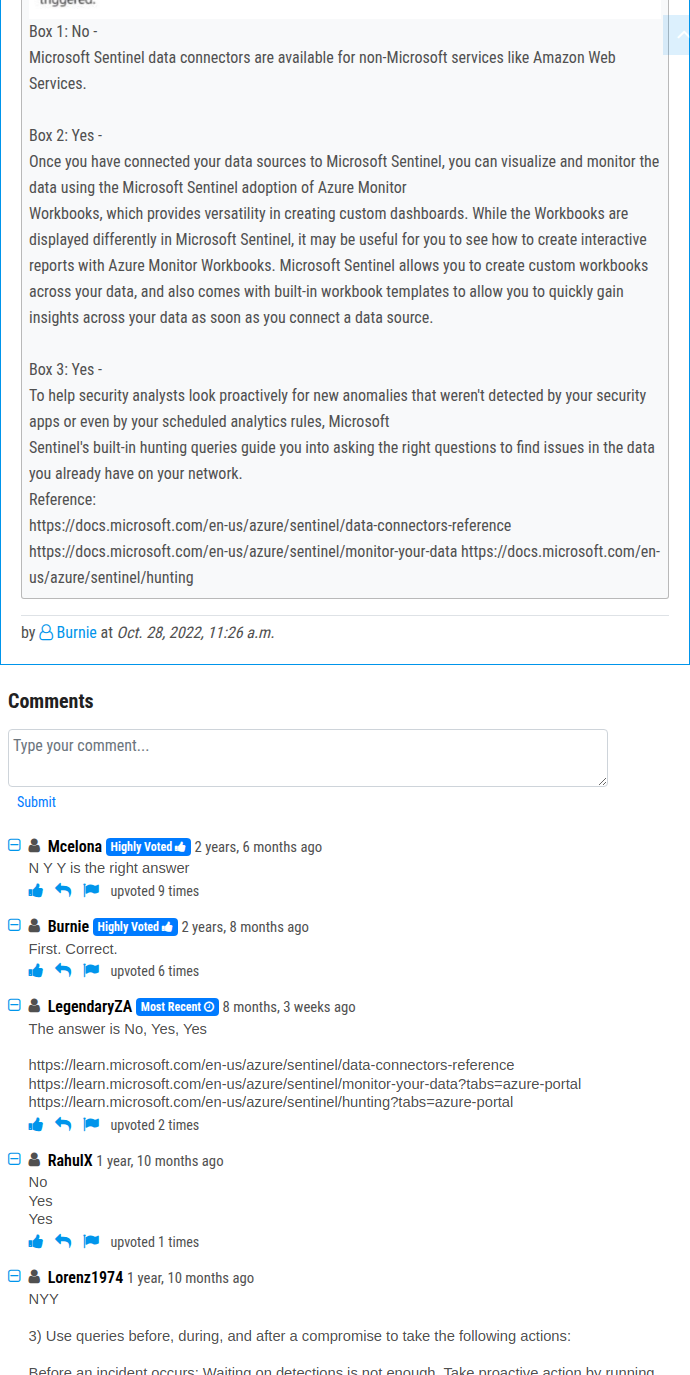 triggered.
Box 1: No -
Microsoft Sentinel data connectors are available for non-Microsoft services like Amazon Web
Services.
Box 2: Yes -
Once you have connected your data sources to Microsoft Sentinel, you can visualize and monitor the
data using the Microsoft Sentinel adoption of Azure Monitor
Workbooks, which provides versatility in creating custom dashboards. While the Workbooks are
displayed differently in Microsoft Sentinel, it may be useful for you to see how to create interactive
reports with Azure Monitor Workbooks. Microsoft Sentinel allows you to create custom workbooks
across your data, and also comes with built-in workbook templates to allow you to quickly gain
insights across your data as soon as you connect a data source.
Box 3: Yes -
To help security analysts look proactively for new anomalies that weren't detected by your security
apps or even by your scheduled analytics rules, Microsoft
Sentinel's built-in hunting queries guide you into asking the right questions to find issues in the data
you already have on your network.
Reference:
https://docs.microsoft.com/en-us/azure/sentinel/data-connectors-reference
https://docs.microsoft.com/en-us/azure/sentinel/monitor-your-data https://docs.microsoft.com/en-
us/azure/sentinel/hunting
by Burnie at Oct. 28, 2022, 11:26 a.m.
Comments
Type your comment...
Submit
Mcelona Highly Voted 2 years, 6 months ago
N Y Y is the right answer
upvoted 9 times
Burnie Highly Voted 2 years, 8 months ago
First. Correct.
upvoted 6 times
LegendaryZA Most Recent 8 months, 3 weeks ago
The answer is No, Yes, Yes
https://learn.microsoft.com/en-us/azure/sentinel/data-connectors-reference
https://learn.microsoft.com/en-us/azure/sentinel/monitor-your-data?tabs=azure-portal
https://learn.microsoft.com/en-us/azure/sentinel/hunting?tabs=azure-portal
upvoted 2 times
RahulX 1 year, 10 months ago
No
Yes
Yes
upvoted 1 times
Lorenz1974 1 year, 10 months ago
NYY
3) Use queries before, during, and after a compromise to take the following actions:
Before an incident occurs: Waiting on detections is not enough. Take proactive action by running